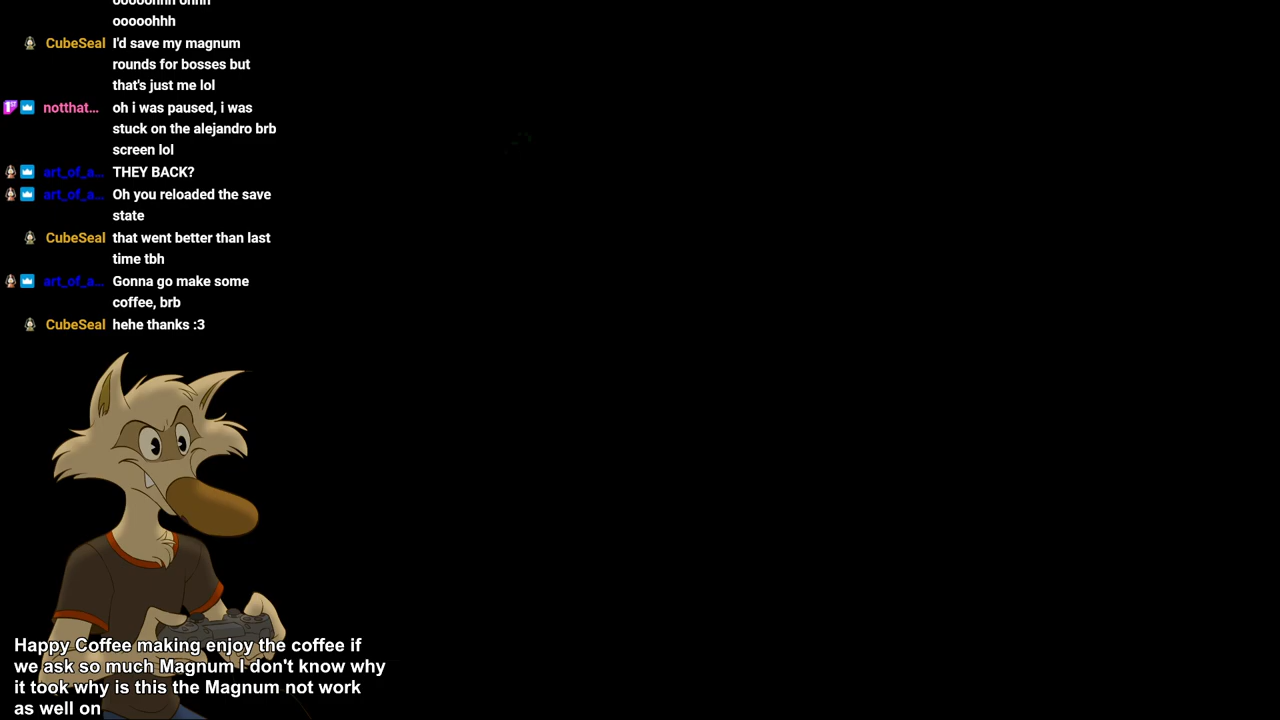 ooooohhh ohhh
ooooohhh
CubeSeal I'd save my magnum
rounds for bosses but
that's just me lol
notthat… oh i was paused, i was
stuck on the alejandro brb
screen lol
art_of_a… THEY BACK?
art_of_a… Oh you reloaded the save
state
CubeSeal that went better than last
time tbh
art_of_a… Gonna go make some
coffee, brb
CubeSeal hehe thanks :3
Happy Coffee making enjoy the coffee if
we ask so much Magnum I don't know why
it took why is this the Magnum not work
as well on